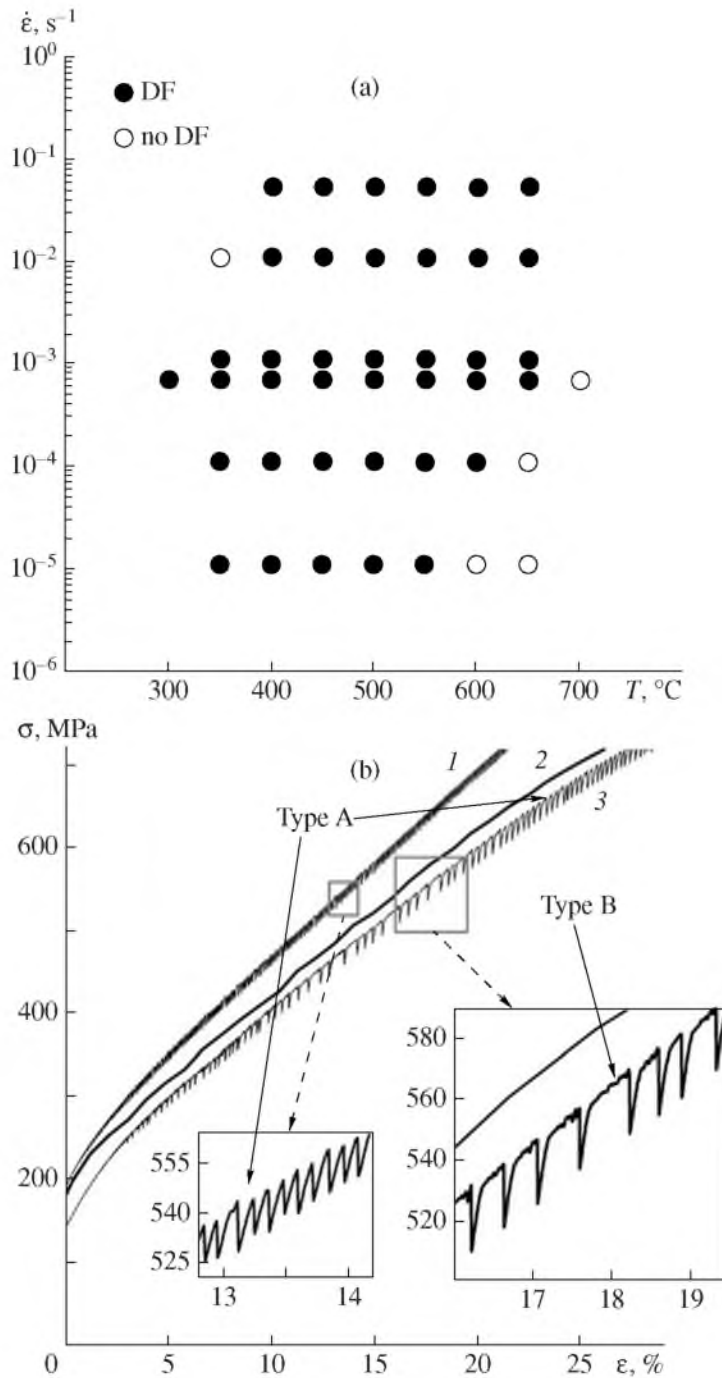 ε̇, s⁻¹
10⁰
(a)
DF
no DF
10⁻¹
10⁻²
10⁻³
10⁻⁴
10⁻⁵
10⁻⁶
300 400 500 600 700 T, °C
σ, MPa
(b)
1 2
3
Type A
600
Type B
400
580
560
540
520
17 18 19
200
555
540
525
13 14
0 5 10 15 20 25 ε, %